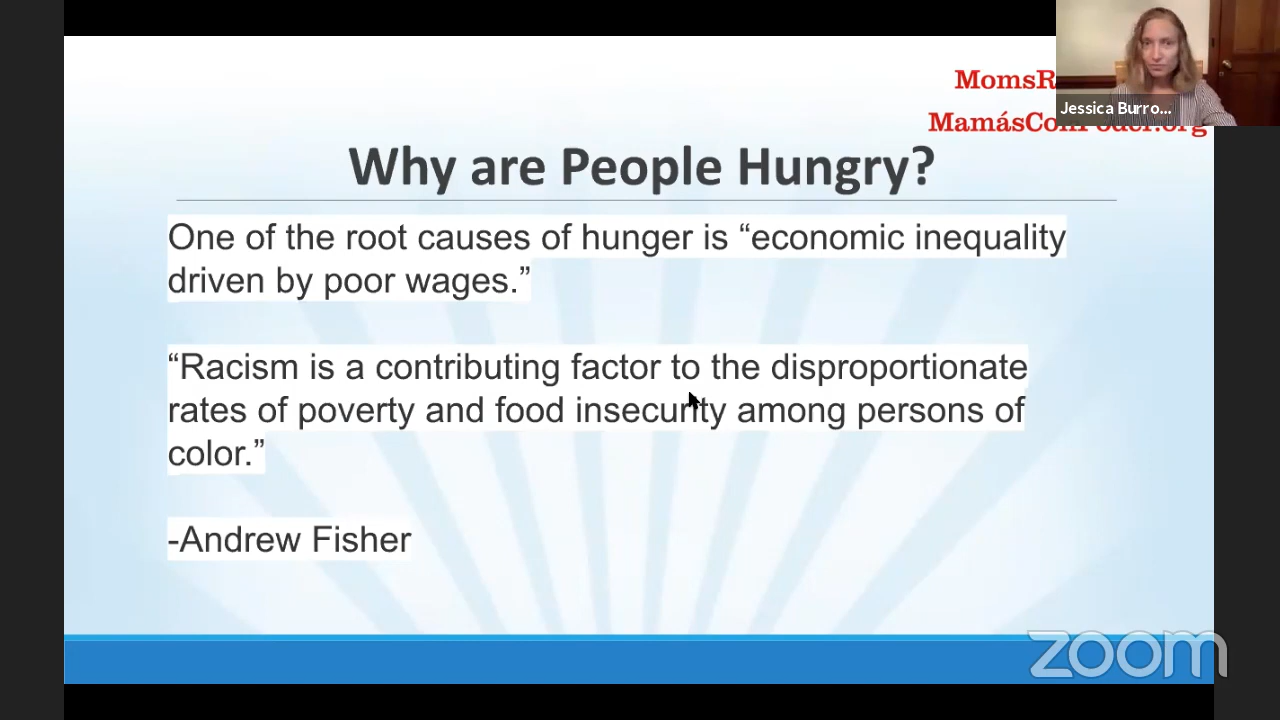 MomsR
Jessica Burro...
MamásCon Poder.org
Why are People Hungry?
One of the root causes of hunger is “economic inequality
driven by poor wages.”
“Racism is a contributing factor to the disproportionate
rates of poverty and food insecurity among persons of
color.”
-Andrew Fisher
zoom